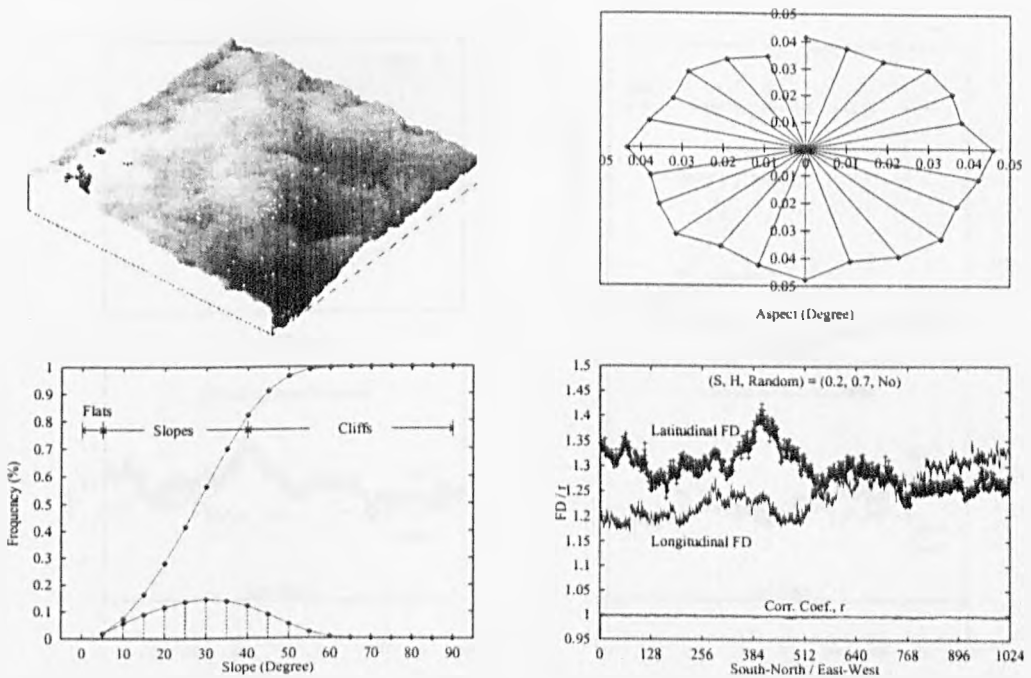 0.05
0.04
0.03
0.02
0.01
05 0.04 0.03 0.02 0.01 0.01 0.02 0.03 0.04 0.05
0.01
0.02
0.03
0.04
0.05
Aspect (Degree)
1
0.9
0.8
0.7
0.6
0.5
0.4
0.3
0.2
0.1
0
Frequency (%)
Flats
Slopes
Cliffs
0 10 20 30 40 50 60 70 80 90
Slope (Degree)
1.5
1.45
1.4
1.35
1.3
1.25
1.2
1.15
1.1
1.05
1
0.95
FD / r
(S, H, Random) = (0.2, 0.7, No)
Latitudinal FD
Longitudinal FD
Corr. Coef., r
0 128 256 384 512 640 768 896 1024
South-North / East-West